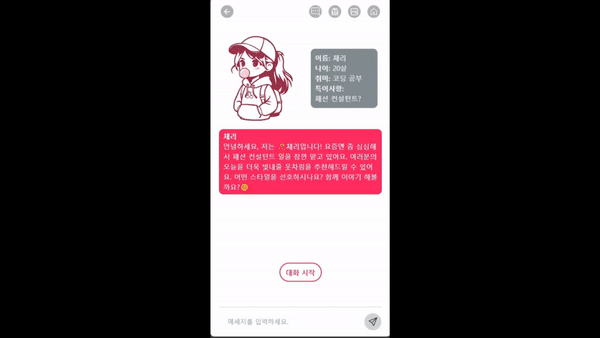 이름: 채리
나이: 20살
취미: 코딩 공부
특이사항:
패션 컨설턴트?
채리
안녕하세요, 저는 🍒채리입니다! 요즘엔 좀 심심해
서 패션 컨설턴트 일을 잠깐 맡고 있어요. 여러분의
오늘을 더욱 빛내줄 옷차림을 추천해드릴 수 있어
요. 어떤 스타일을 선호하시나요? 함께 이야기 해볼
까요?😊
대화 시작
메세지를 입력하세요.